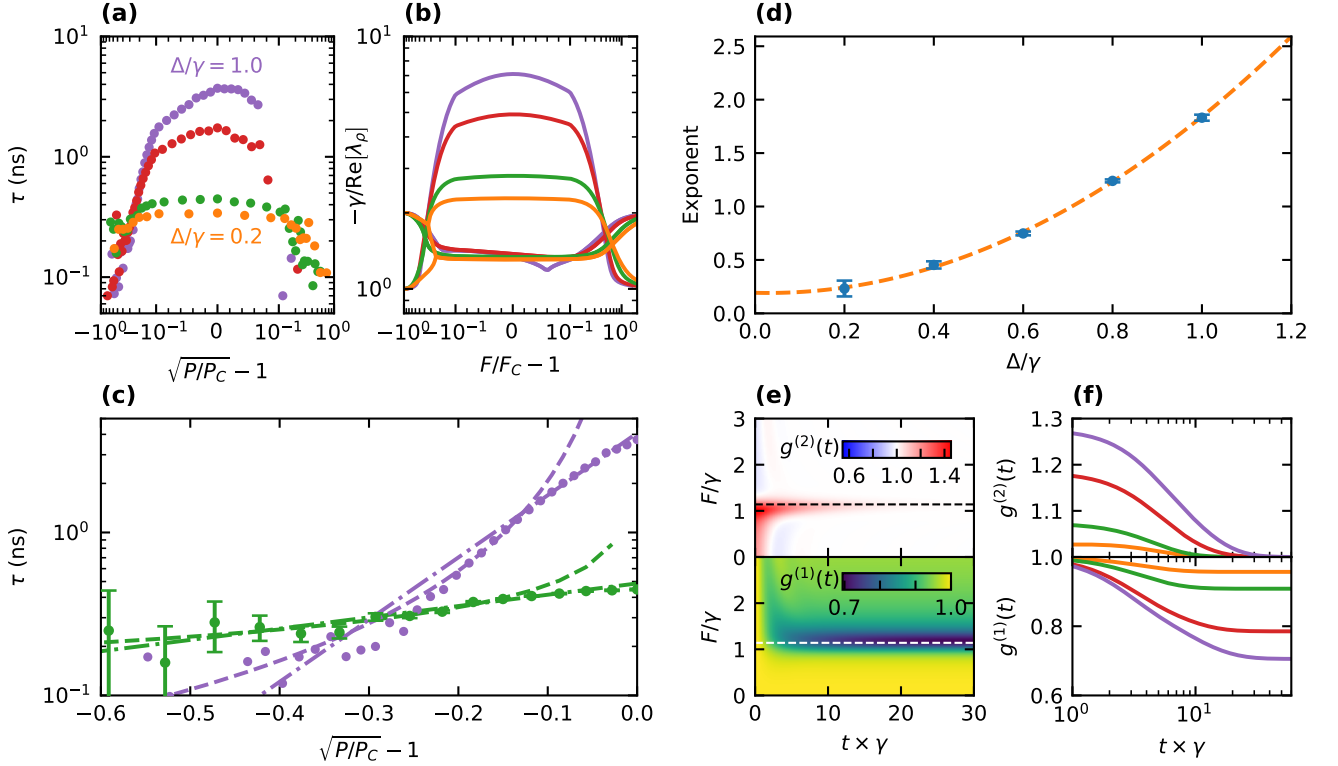 (a)
10¹
10⁰
10⁻¹
τ (ns)
Δ/γ = 1.0
Δ/γ = 0.2
−10⁰ −10⁻¹ 0 10⁻¹ 10⁰
√P/P_C − 1
(b)
10¹
10⁰
−γ/Re[λ_ρ]
−10⁰ −10⁻¹ 0 10⁻¹ 10⁰
F/F_C − 1
(d)
2.5
2.0
1.5
1.0
0.5
0.0
Exponent
0.0 0.2 0.4 0.6 0.8 1.0 1.2
Δ/γ
(c)
10⁰
10⁻¹
τ (ns)
−0.6 −0.5 −0.4 −0.3 −0.2 −0.1 0.0
√P/P_C − 1
(e)
3
2
1
0
F/γ
g⁽²⁾(t)
0.6 1.0 1.4
2
1
0
F/γ
g⁽¹⁾(t)
0.7 1.0
0 10 20 30
t × γ
(f)
1.3
1.2
1.1
1.0
g⁽²⁾(t)
0.8
0.6
g⁽¹⁾(t)
10⁰ 10¹
t × γ